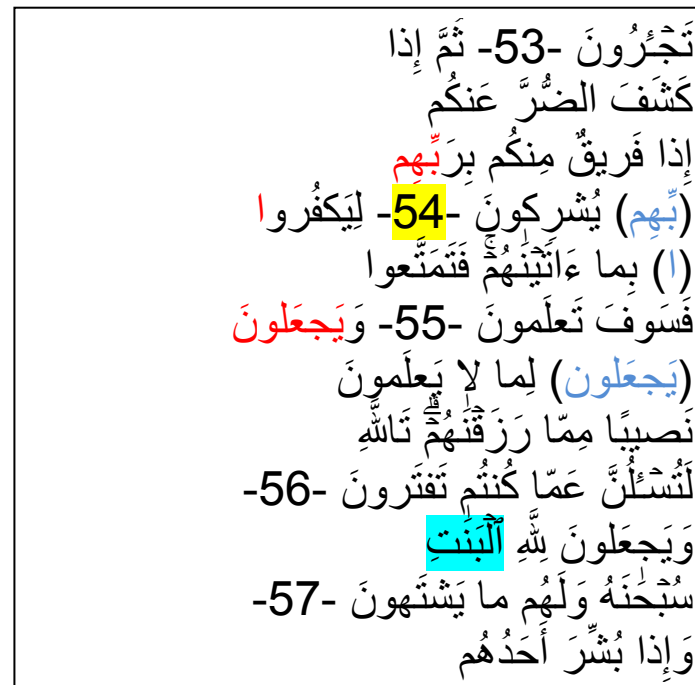 تَجْـَٔرُونَ -53- ثُمَّ إِذا
كَشَفَ الضُّرَّ عَنكُم
إِذا فَريقٌ مِنكُم بِرَبِّهِم
(بِّهِم) يُشرِكونَ -54- لِيَكفُروا
(ا) بِما ءَاتَيْنَٰهُمْ ۚ فَتَمَتَّعوا
فَسَوفَ تَعلَمونَ -55- وَيَجعَلونَ
(يَجعَلون) لِما لا يَعلَمونَ
نَصيبًا مِمّا رَزَقْنَٰهُمْ ۗ تَاللَّهِ
لَتُسْـَٔلُنَّ عَمّا كُنتُم تَفتَرونَ -56-
وَيَجعَلونَ لِلَّهِ ٱلْبَنَٰتِ
سُبْحَٰنَهُ وَلَهُم ما يَشتَهونَ -57-
وَإِذا بُشِّرَ أَحَدُهُم